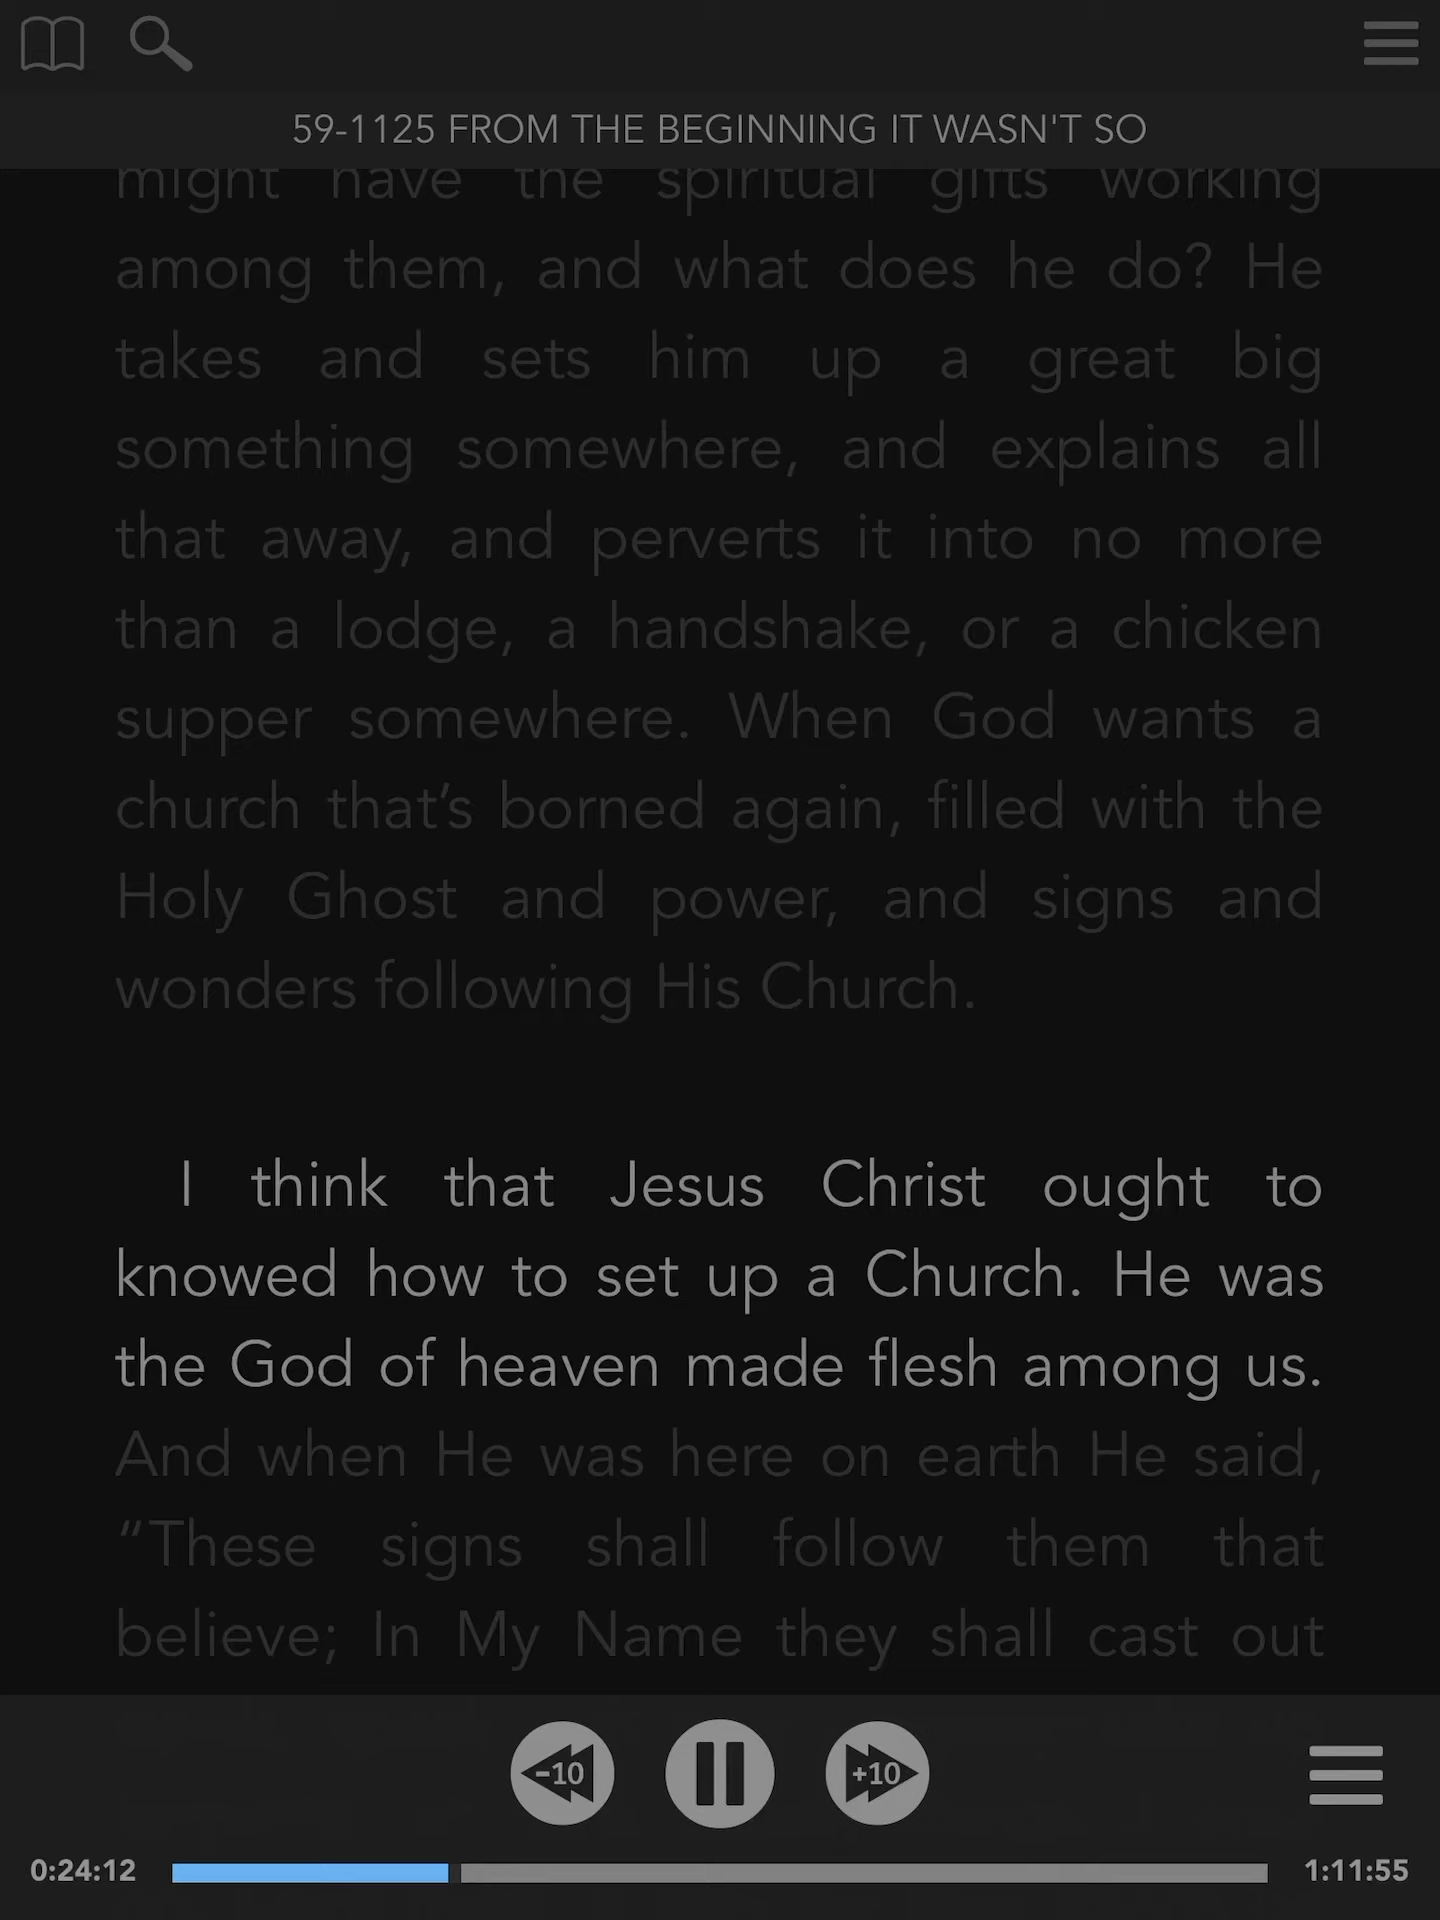 59-1125 FROM THE BEGINNING IT WASN'T SO
might have the spiritual gifts working
among them, and what does he do? He
takes and sets him up a great big
something somewhere, and explains all
that away, and perverts it into no more
than a lodge, a handshake, or a chicken
supper somewhere. When God wants a
church that’s borned again, filled with the
Holy Ghost and power, and signs and
wonders following His Church.
I think that Jesus Christ ought to
knowed how to set up a Church. He was
the God of heaven made flesh among us.
And when He was here on earth He said,
“These signs shall follow them that
believe; In My Name they shall cast out
-10 +10
0:24:12 1:11:55